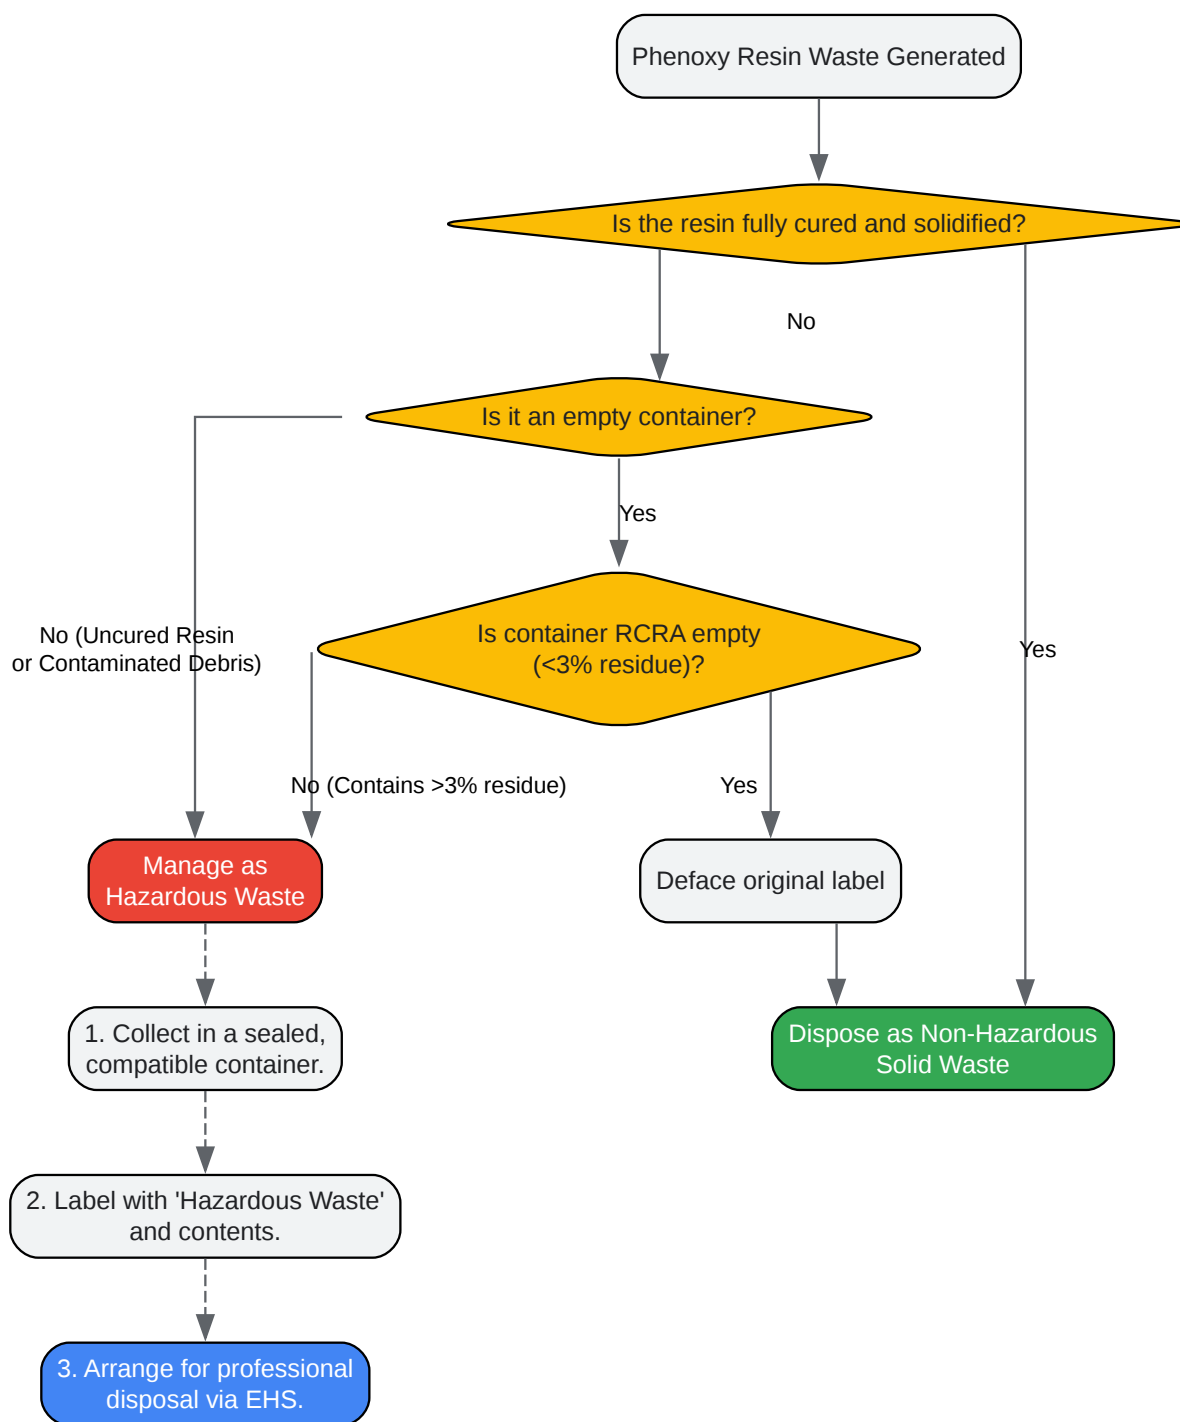 Phenoxy Resin Waste Generated
Is the resin fully cured and solidified?
No
Is it an empty container?
Yes
No (Uncured Resin
or Contaminated Debris)
Is container RCRA empty
(<3% residue)?
Yes
No (Contains >3% residue)
Yes
Manage as
Hazardous Waste
Deface original label
1. Collect in a sealed,
compatible container.
Dispose as Non-Hazardous
Solid Waste
2. Label with 'Hazardous Waste'
and contents.
3. Arrange for professional
disposal via EHS.